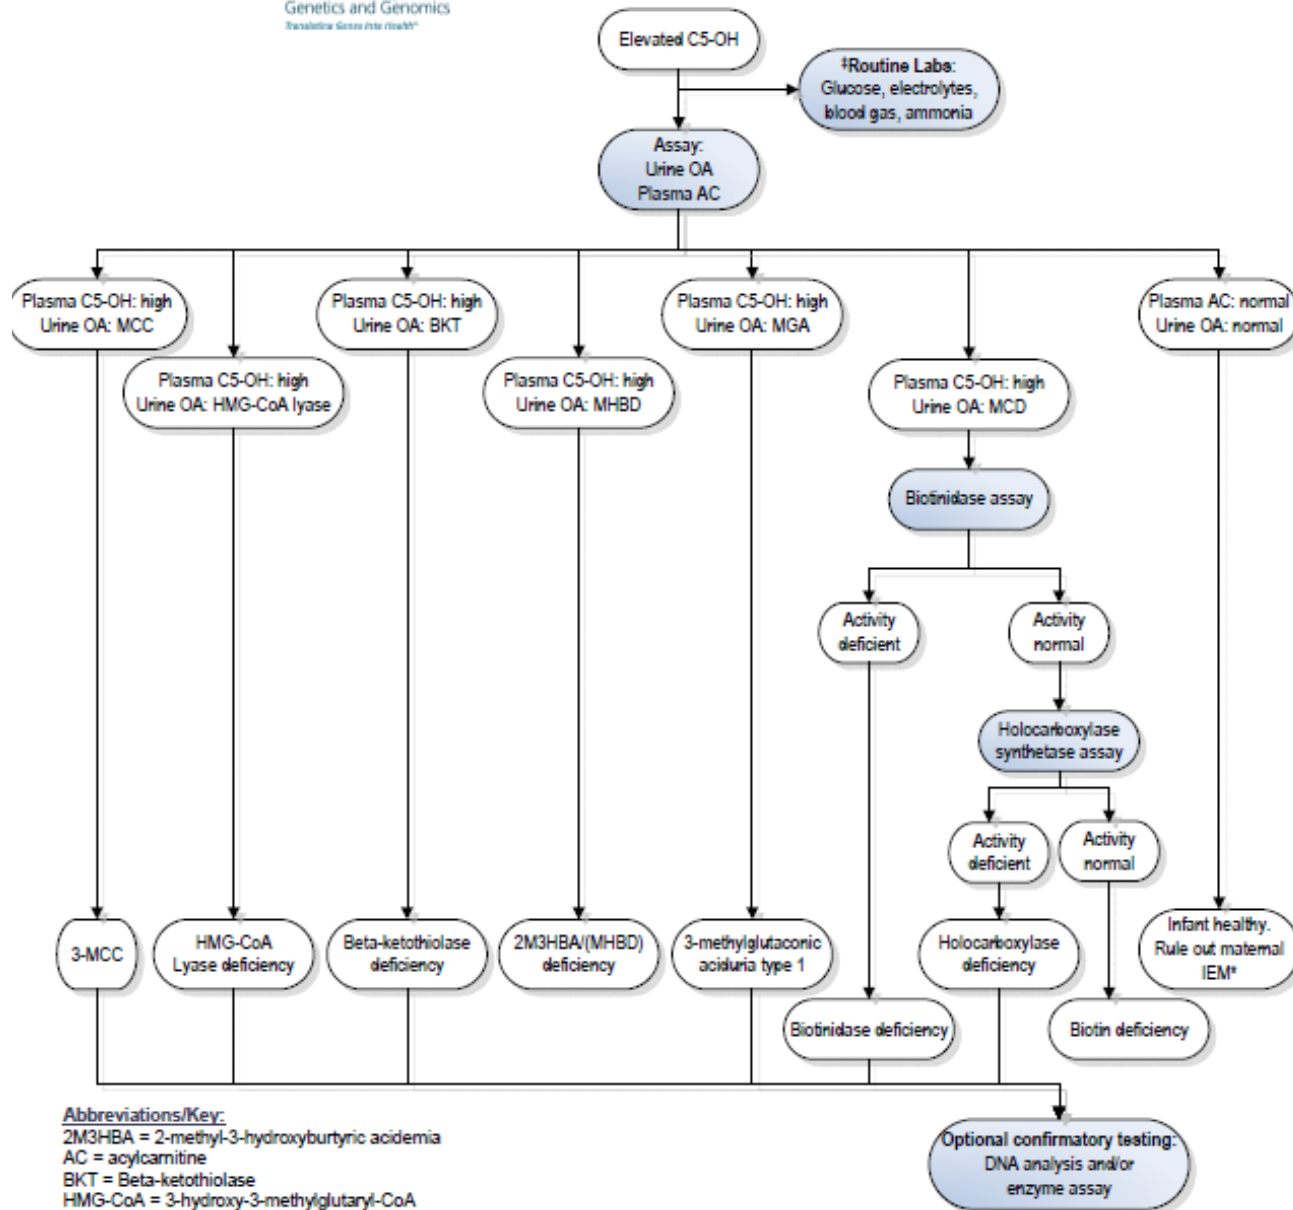 Genetics and Genomics
Translating Genes Into Health®
Elevated C5-OH
‡Routine Labs:
Glucose, electrolytes,
blood gas, ammonia
Assay:
Urine OA
Plasma AC
Plasma C5-OH: high
Urine OA: MCC
Plasma C5-OH: high
Urine OA: HMG-CoA lyase
Plasma C5-OH: high
Urine OA: BKT
Plasma C5-OH: high
Urine OA: MHBD
Plasma C5-OH: high
Urine OA: MGA
Plasma C5-OH: high
Urine OA: MCD
Plasma AC: normal
Urine OA: normal
Biotinidase assay
Activity
deficient
Activity
normal
Holocarboxylase
synthetase assay
Activity
deficient
Activity
normal
3-MCC
HMG-CoA
Lyase deficiency
Beta-ketothiolase
deficiency
2M3HBA/(MHBD)
deficiency
3-methylglutaconic
aciduria type 1
Biotinidase deficiency
Holocarboxylase
deficiency
Biotin deficiency
Infant healthy.
Rule out maternal
IEM*
Optional confirmatory testing:
DNA analysis and/or
enzyme assay
Abbreviations/Key:
2M3HBA = 2-methyl-3-hydroxyburtyric acidemia
AC = acylcarnitine
BKT = Beta-ketothiolase
HMG-CoA = 3-hydroxy-3-methylglutaryl-CoA